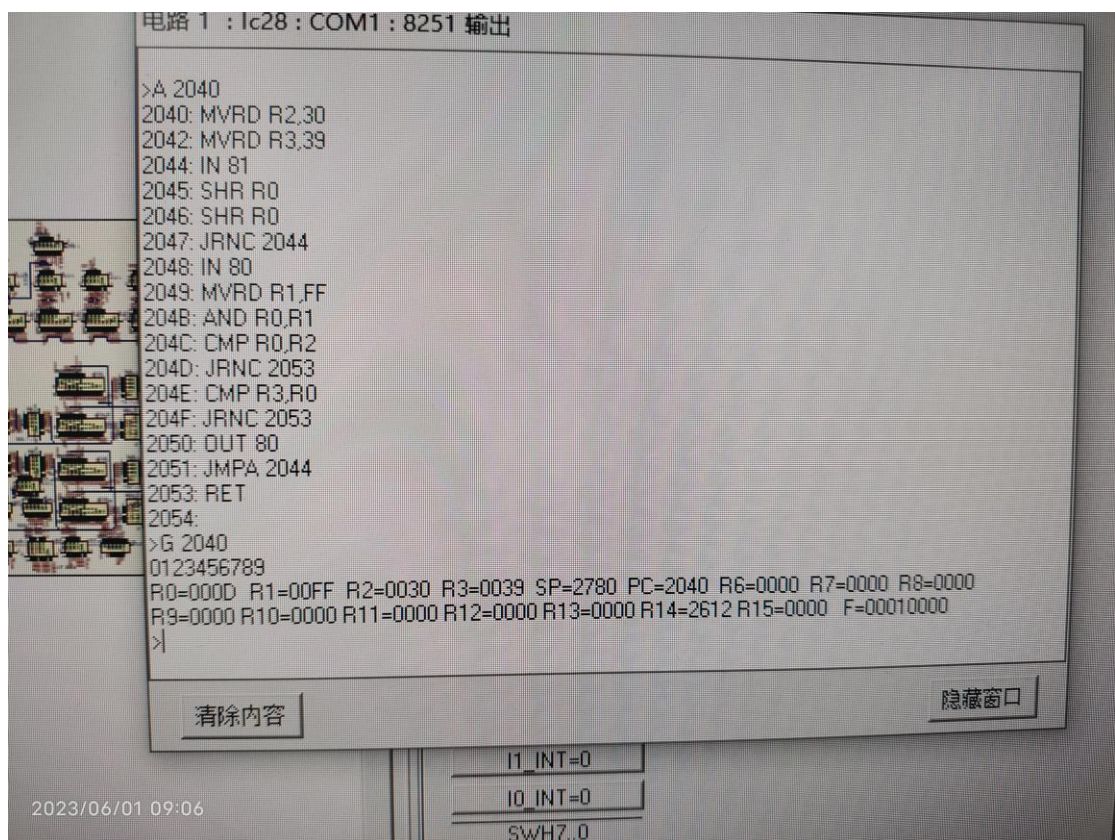 电路 1 : Ic28 : COM1 : 8251 输出
>A 2040
2040: MVRD R2,30
2042: MVRD R3,39
2044: IN 81
2045: SHR R0
2046: SHR R0
2047: JRNC 2044
2048: IN 80
2049: MVRD R1,FF
204B: AND R0,R1
204C: CMP R0,R2
204D: JRNC 2053
204E: CMP R3,R0
204F: JRNC 2053
2050: OUT 80
2051: JMPA 2044
2053: RET
2054:
>G 2040
0123456789
R0=000D R1=00FF R2=0030 R3=0039 SP=2780 PC=2040 R6=0000 R7=0000 R8=0000
R9=0000 R10=0000 R11=0000 R12=0000 R13=0000 R14=2612 R15=0000 F=00010000
>
清除内容
隐藏窗口
I1_INT=0
I0_INT=0
SWH7..0
2023/06/01 09:06